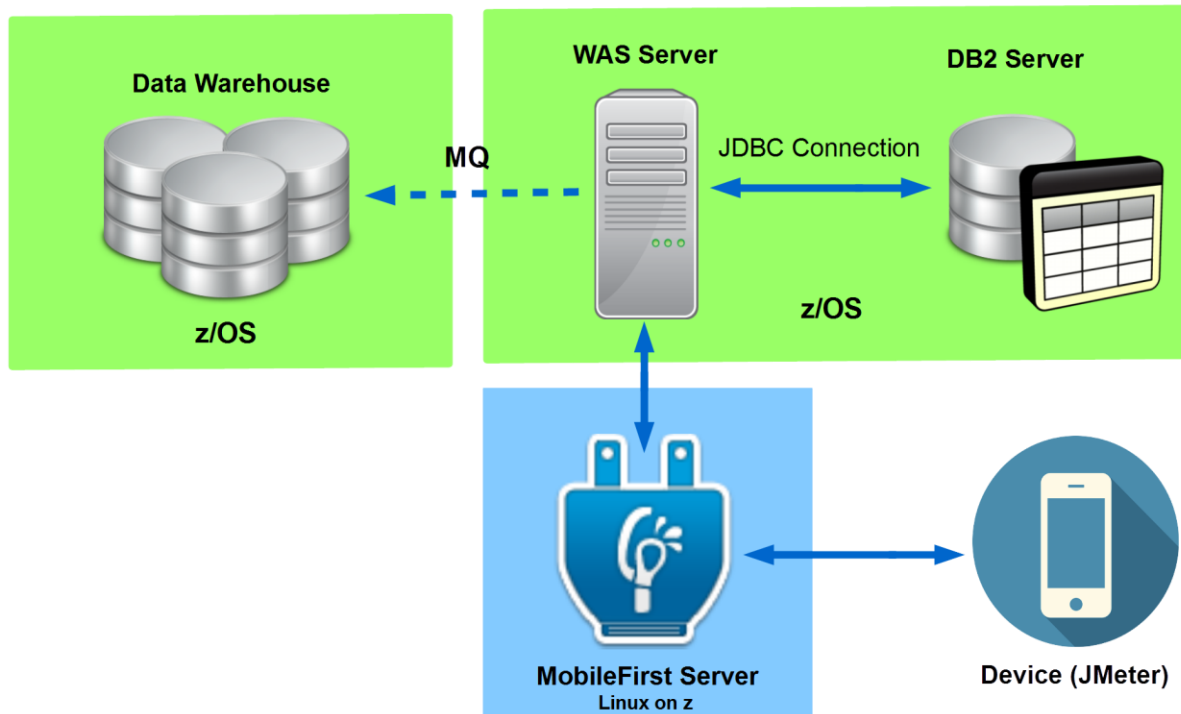 WAS Server
DB2 Server
Data Warehouse
MQ
JDBC Connection
z/OS
z/OS
MobileFirst Server
Linux on z
Device (JMeter)